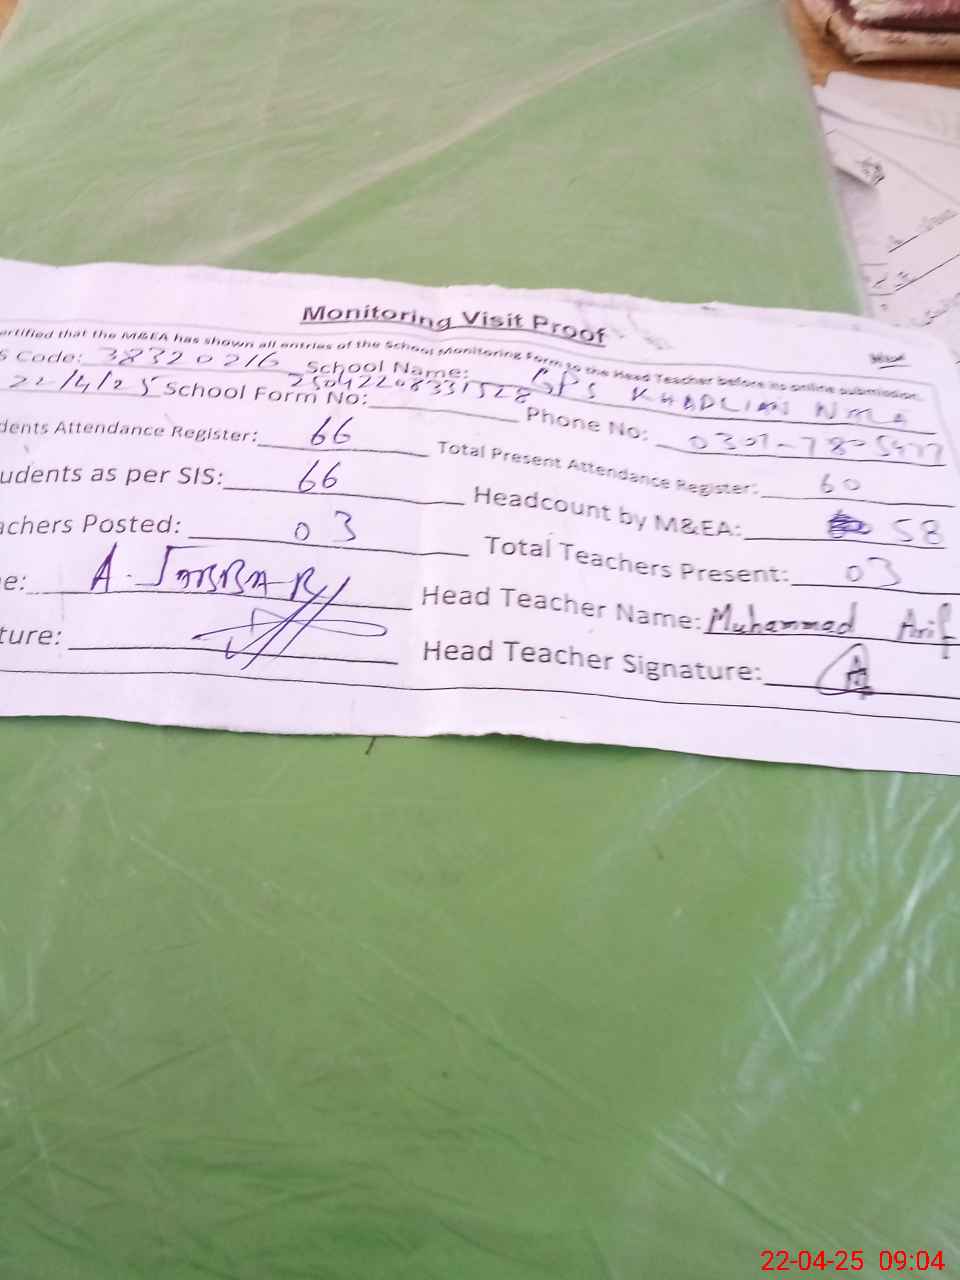 Monitoring Visit Proof
ertified that the M&EA has shown all entries of the School Monitoring Form to the Head Teacher before its online submission.
S Code: 38320216 School Name: GPS KHADLIAN
22/4/25 School Form No: 25042208331528 Phone No:
dents Attendance Register: 66 Total Present Attendance Register: 60
udents as per SIS: 66 Headcount by M&EA: 58
achers Posted: 03 Total Teachers Present: 03
e: A. JABBAR Head Teacher Name: Muhammad Arif
ture: Head Teacher Signature:
22-04-25 09:04